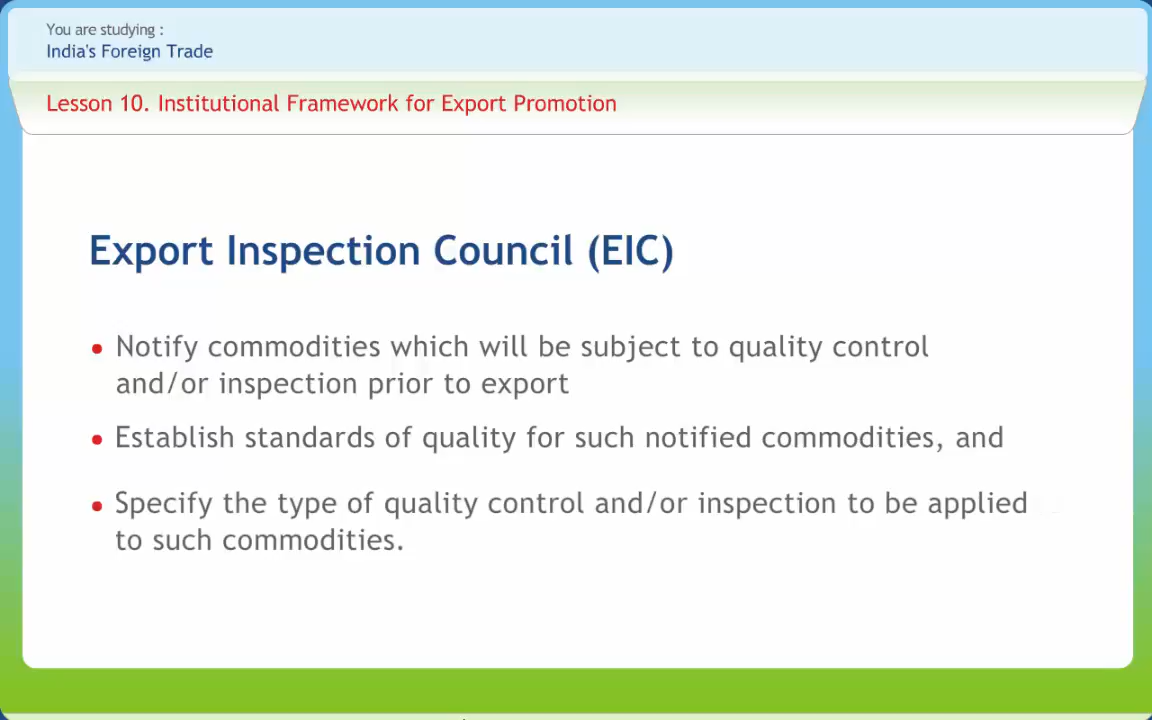 You are studying :
India's Foreign Trade
Lesson 10. Institutional Framework for Export Promotion
Export Inspection Council (EIC)
• Notify commodities which will be subject to quality control
and/or inspection prior to export
• Establish standards of quality for such notified commodities, and
• Specify the type of quality control and/or inspection to be applied
to such commodities.